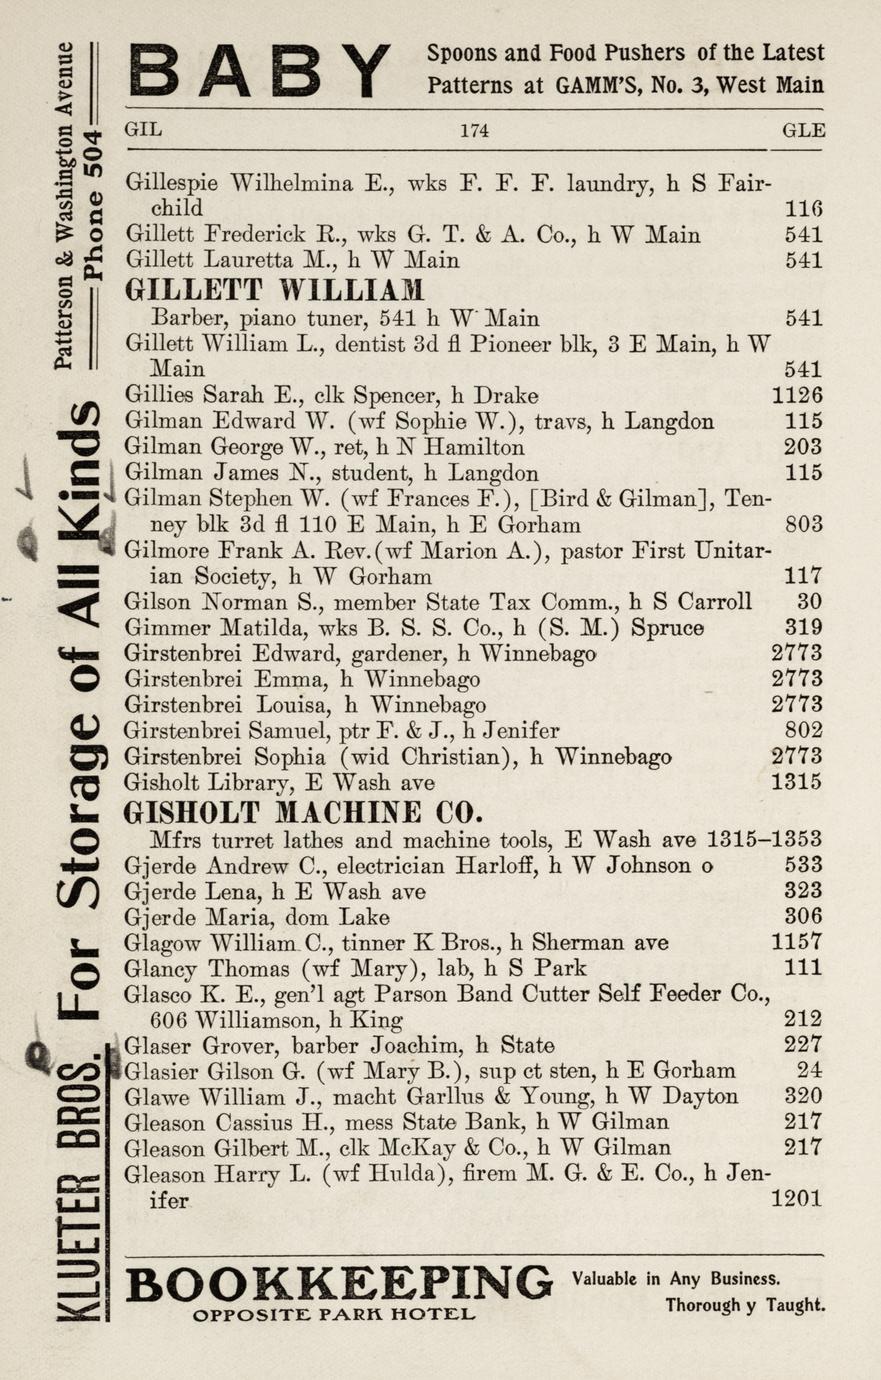 BABY
Spoons and Food Pushers of the Latest
Patterns at GAMM'S, No. 3, West Main
GIL 174 GLE
Gillespie Wilhelmina E., wks F. F. F. laundry, h S Fair-
child 116
Gillett Frederick R., wks G. T. & A. Co., h W Main 541
Gillett Lauretta M., h W Main 541
GILLETT WILLIAM
Barber, piano tuner, 541 h W Main 541
Gillett William L., dentist 3d fl Pioneer blk, 3 E Main, h W
Main 541
Gillies Sarah E., clk Spencer, h Drake 1126
Gilman Edward W. (wf Sophie W.), travs, h Langdon 115
Gilman George W., ret, h N Hamilton 203
Gilman James N., student, h Langdon 115
Gilman Stephen W. (wf Frances F.), [Bird & Gilman], Ten-
ney blk 3d fl 110 E Main, h E Gorham 803
Gilmore Frank A. Rev.(wf Marion A.), pastor First Unitar-
ian Society, h W Gorham 117
Gilson Norman S., member State Tax Comm., h S Carroll 30
Gimmer Matilda, wks B. S. S. Co., h (S. M.) Spruce 319
Girstenbrei Edward, gardener, h Winnebago 2773
Girstenbrei Emma, h Winnebago 2773
Girstenbrei Louisa, h Winnebago 2773
Girstenbrei Samuel, ptr F. & J., h Jenifer 802
Girstenbrei Sophia (wid Christian), h Winnebago 2773
Gisholt Library, E Wash ave 1315
GISHOLT MACHINE CO.
Mfrs turret lathes and machine tools, E Wash ave 1315–1353
Gjerde Andrew C., electrician Harloff, h W Johnson o 533
Gjerde Lena, h E Wash ave 323
Gjerde Maria, dom Lake 306
Glagow William C., tinner K Bros., h Sherman ave 1157
Glancy Thomas (wf Mary), lab, h S Park 111
Glasco K. E., gen'l agt Parson Band Cutter Self Feeder Co.,
606 Williamson, h King 212
Glaser Grover, barber Joachim, h State 227
Glasier Gilson G. (wf Mary B.), sup ct sten, h E Gorham 24
Glawe William J., macht Garllus & Young, h W Dayton 320
Gleason Cassius H., mess State Bank, h W Gilman 217
Gleason Gilbert M., clk McKay & Co., h W Gilman 217
Gleason Harry L. (wf Hulda), firem M. G. & E. Co., h Jen-
ifer 1201
BOOKKEEPING
OPPOSITE PARK HOTEL
Valuable in Any Business.
Thorough y Taught.
KLUETER BROS. For Storage of All Kinds
Patterson & Washington Avenue
Phone 504